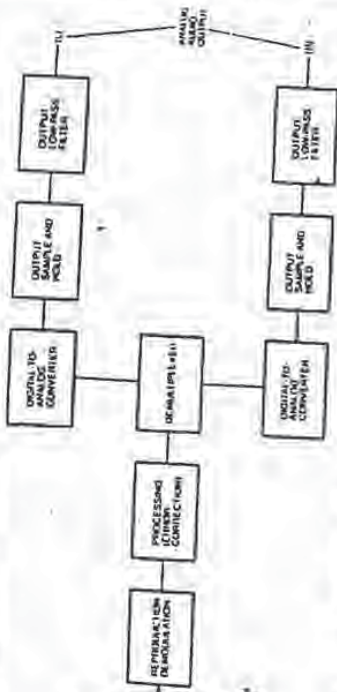 ANALOG
AUDIO
OUTPUT
(L)
(R)
OUTPUT
LOW-PASS
FILTER
OUTPUT
LOW-PASS
FILTER
OUTPUT
SAMPLE AND
HOLD
OUTPUT
SAMPLE AND
HOLD
DIGITAL-TO-
ANALOG
CONVERTER
DIGITAL-TO-
ANALOG
CONVERTER
DEMULTIPLEXER
PROCESSING
(ERROR
CORRECTION)
REPRODUCTION
DEMODULATION